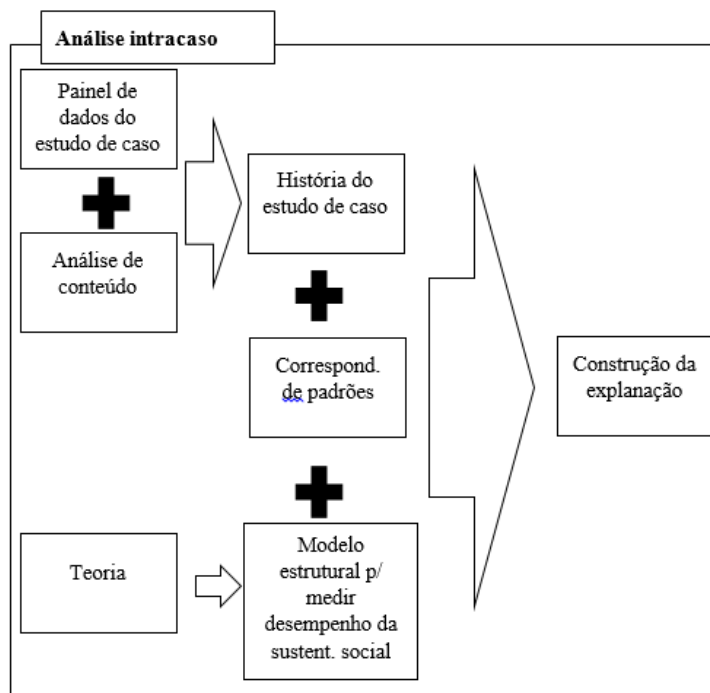 Análise intracaso
Painel de
dados do
estudo de caso
Análise de
conteúdo
História do
estudo de caso
Correspond.
de padrões
Construção da
explanação
Teoria
Modelo
estrutural p/
medir
desempenho da
sustent. social